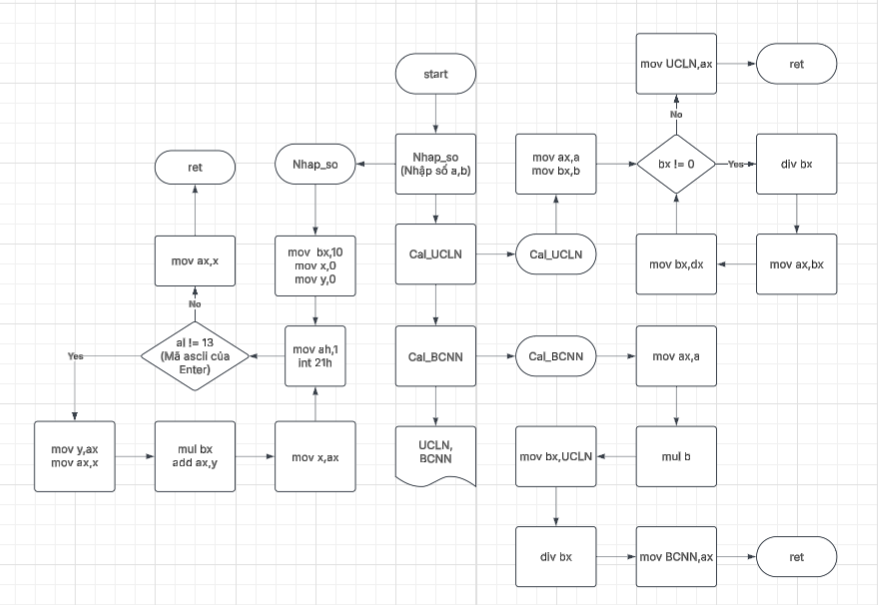 mov UCLN,ax
ret
start
No
ret
Nhap_so
Nhap_so
(Nhập số a,b)
mov ax,a
mov bx,b
bx != 0
Yes
div bx
mov ax,x
mov bx,10
mov x,0
mov y,0
Cal_UCLN
Cal_UCLN
mov bx,dx
mov ax,bx
No
Yes
al != 13
(Mã ascii của
Enter)
mov ah,1
int 21h
Cal_BCNN
Cal_BCNN
mov ax,a
mov y,ax
mov ax,x
mul bx
add ax,y
mov x,ax
UCLN,
BCNN
mov bx,UCLN
mul b
div bx
mov BCNN,ax
ret